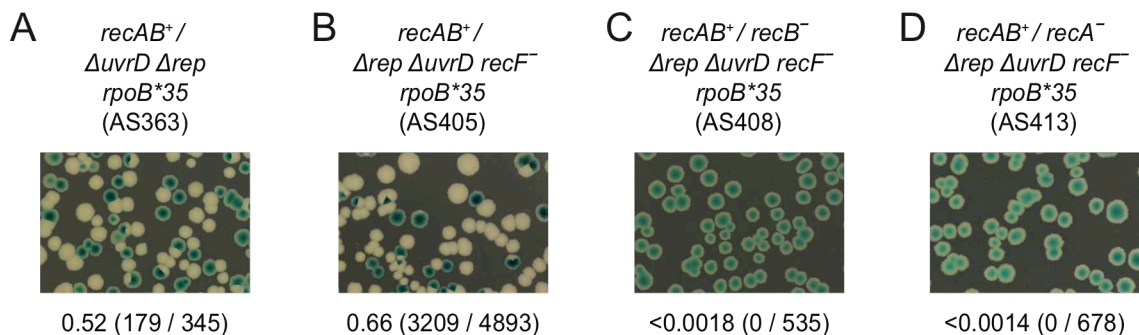 A
recAB⁺ /
ΔuvrD Δrep
rpoB*35
(AS363)
0.52 (179 / 345)
B
recAB⁺ /
Δrep ΔuvrD recF⁻
rpoB*35
(AS405)
0.66 (3209 / 4893)
C
recAB⁺ / recB⁻
Δrep ΔuvrD recF⁻
rpoB*35
(AS408)
<0.0018 (0 / 535)
D
recAB⁺ / recA⁻
Δrep ΔuvrD recF⁻
rpoB*35
(AS413)
<0.0014 (0 / 678)